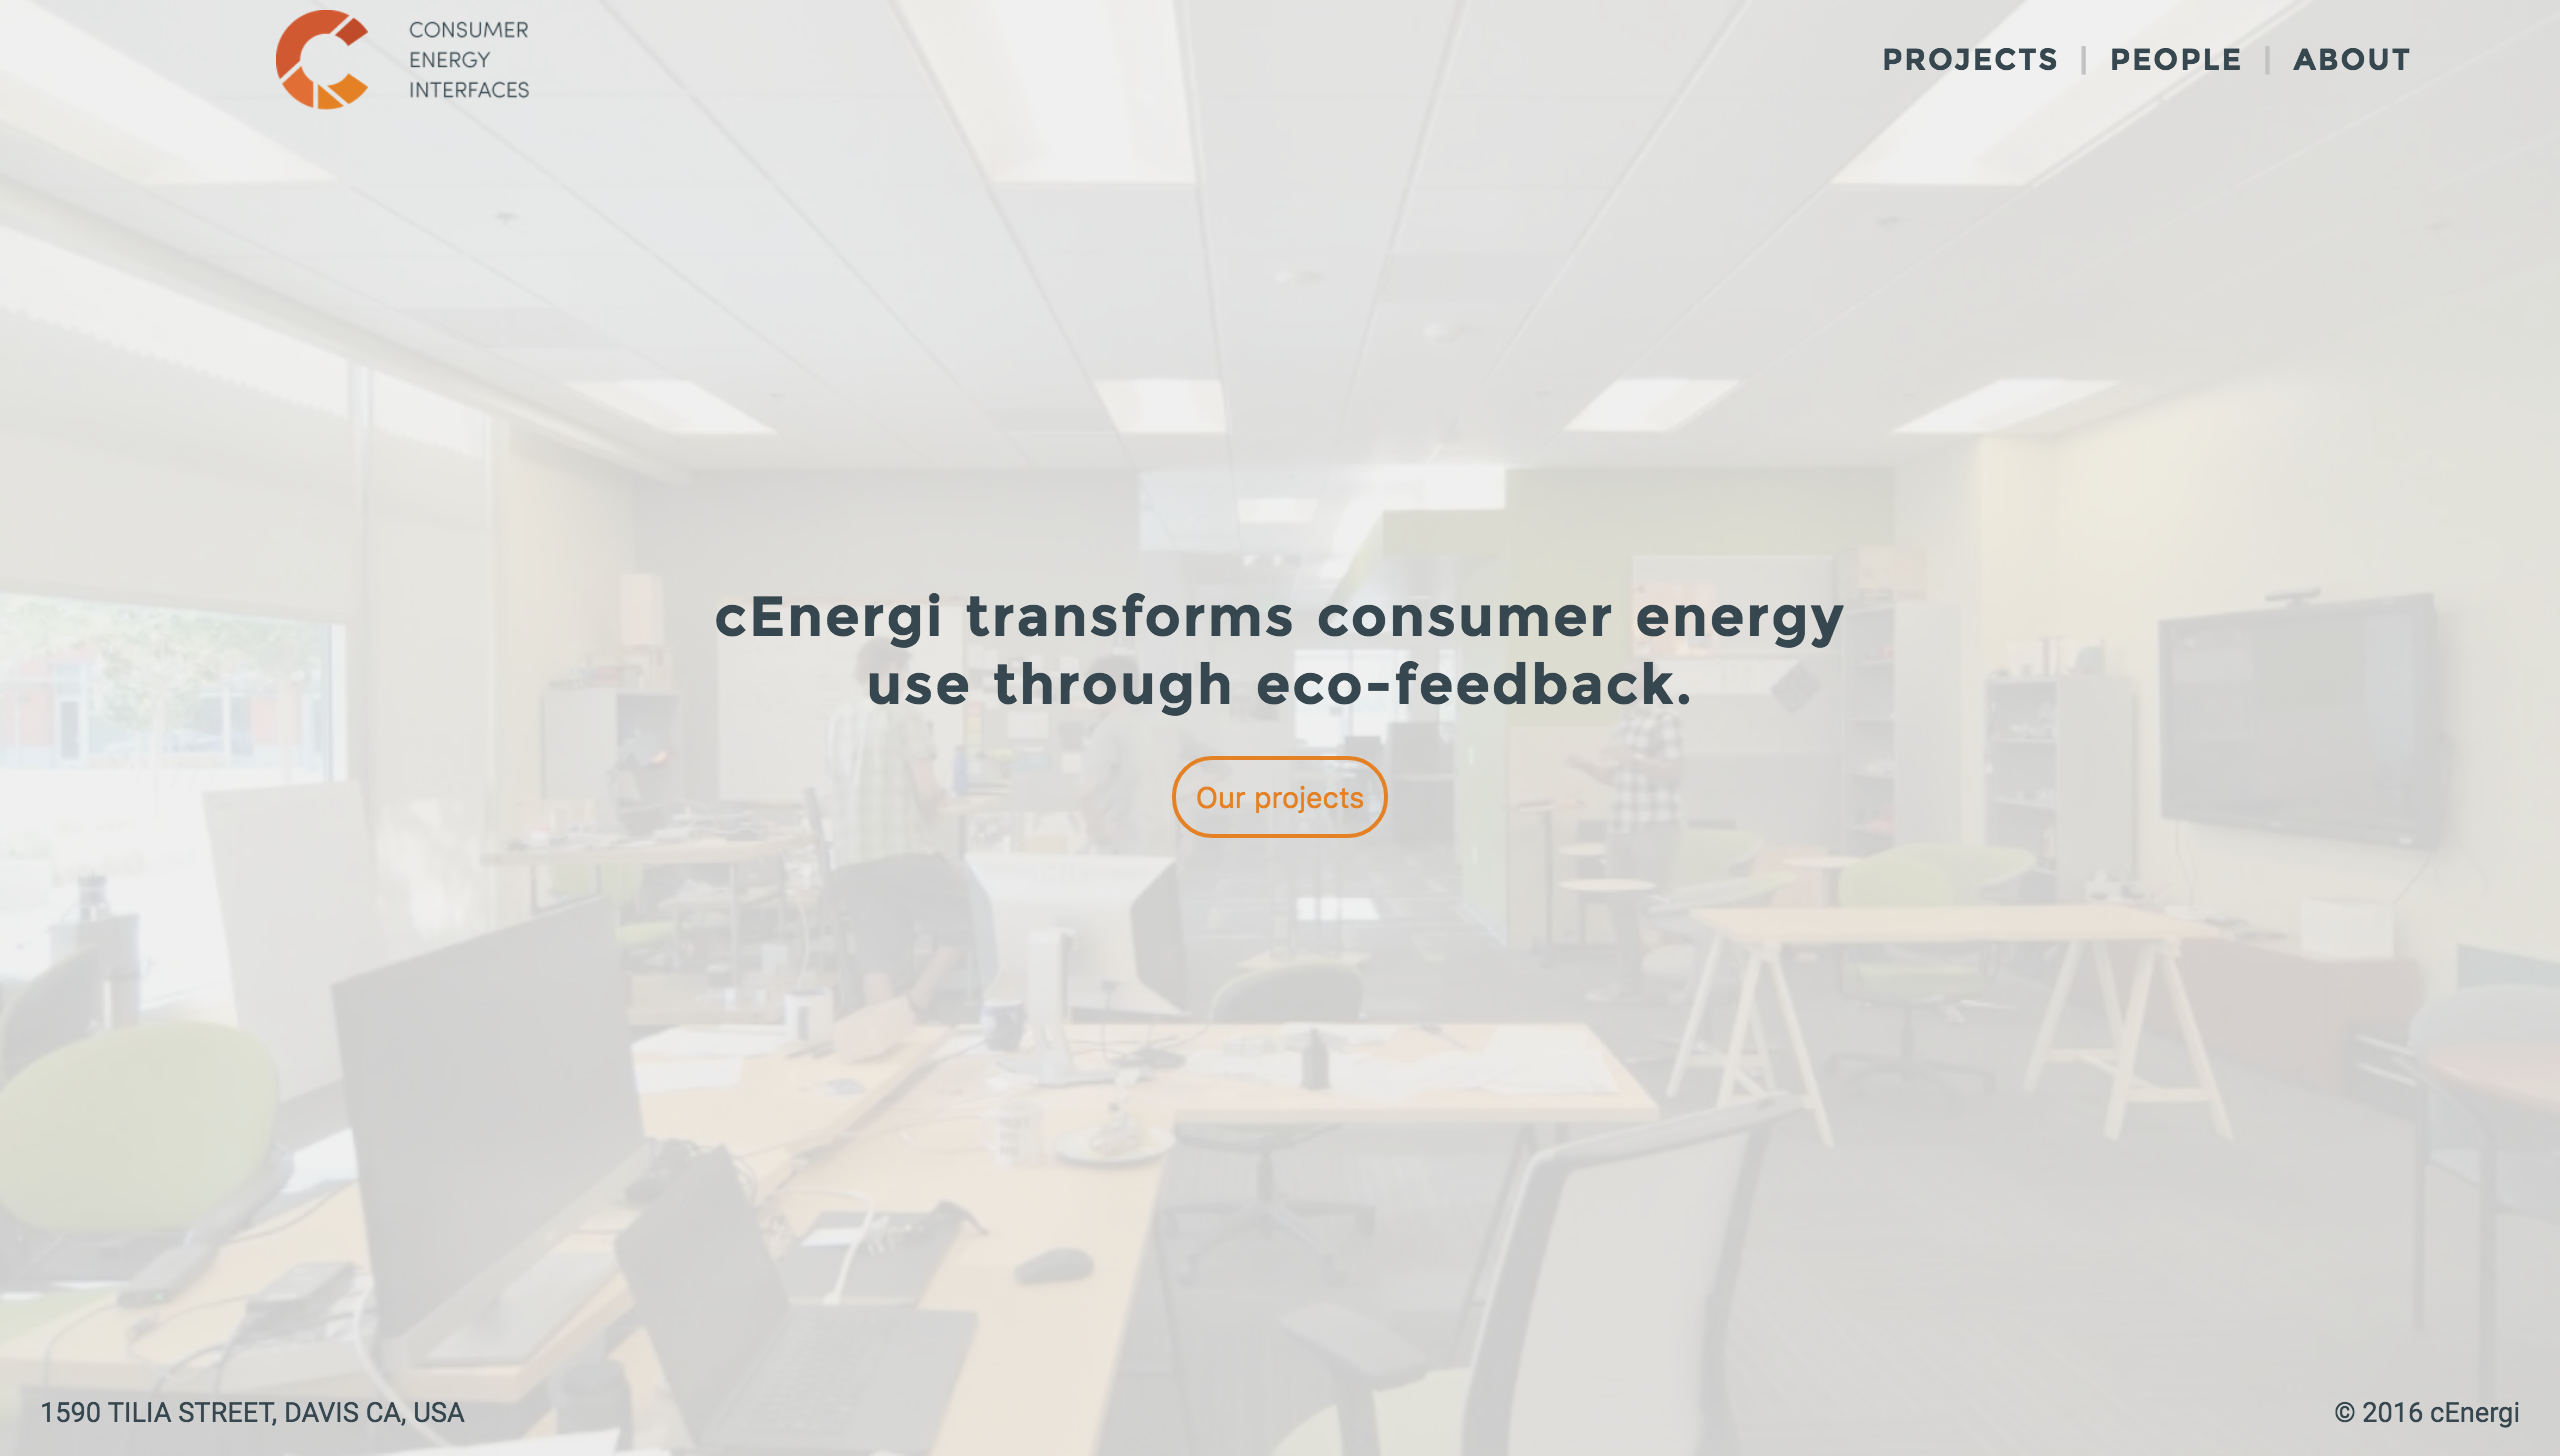 CONSUMER
ENERGY
INTERFACES
PROJECTS | PEOPLE | ABOUT
cEnergi transforms consumer energy
use through eco-feedback.
Our projects
1590 TILIA STREET, DAVIS CA, USA
© 2016 cEnergi